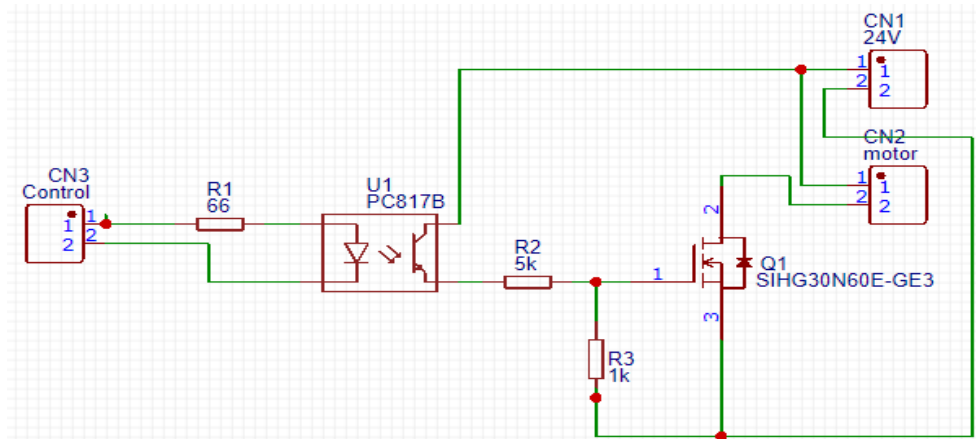 CN1
24V
1
1
2
2
CN2
motor
1
1
2
2
CN3
Control
1
1
2
2
R1
66
U1
PC817B
R2
5k
1
2
3
Q1
SIHG30N60E-GE3
R3
1k